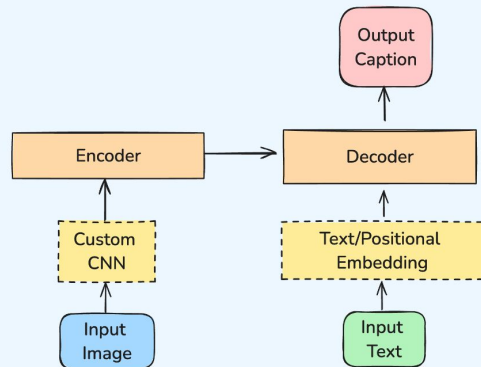 Output
Caption
Encoder
Decoder
Custom
CNN
Text/Positional
Embedding
Input
Image
Input
Text